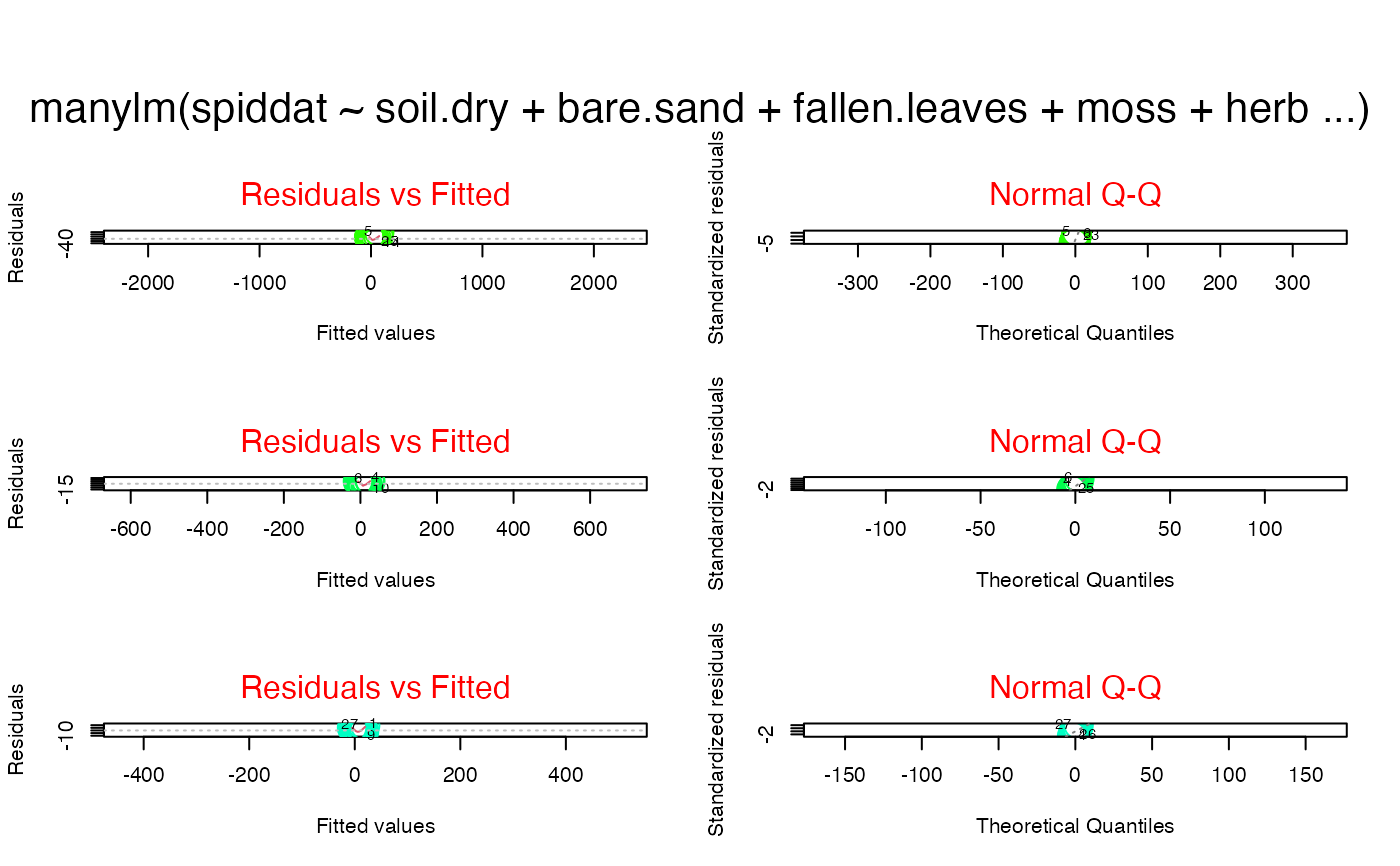 manylm(spiddat ~ soil.dry + bare.sand + fallen.leaves + moss + herb ...)
Residuals vs Fitted
Residuals
-40
5
-2000 -1000 0 1000 2000
Fitted values
Normal Q-Q
Standardized residuals
-5
5
23
-300 -200 -100 0 100 200 300
Theoretical Quantiles
Residuals vs Fitted
Residuals
-15
4
10
-600 -400 -200 0 200 400 600
Fitted values
Normal Q-Q
Standardized residuals
-2
6
25
-100 -50 0 50 100
Theoretical Quantiles
Residuals vs Fitted
Residuals
-10
27 1
9
-400 -200 0 200 400
Fitted values
Normal Q-Q
Standardized residuals
-2
27
26
-150 -100 -50 0 50 100 150
Theoretical Quantiles